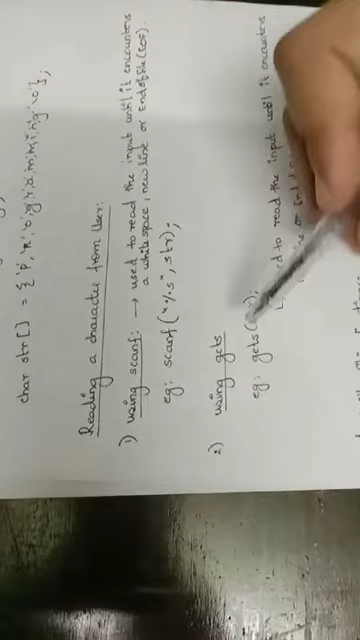 char str[] = {'p','r','o','g','r','a','m','m','i','n','g','\0'};
Reading a character from User:
1) using scanf: → used to read the input until it encounters
a white space, new line or End of file (EOF).
eg: scanf("%s", str);
2) using gets
eg: gets( );
to read the input until it encounters
or End